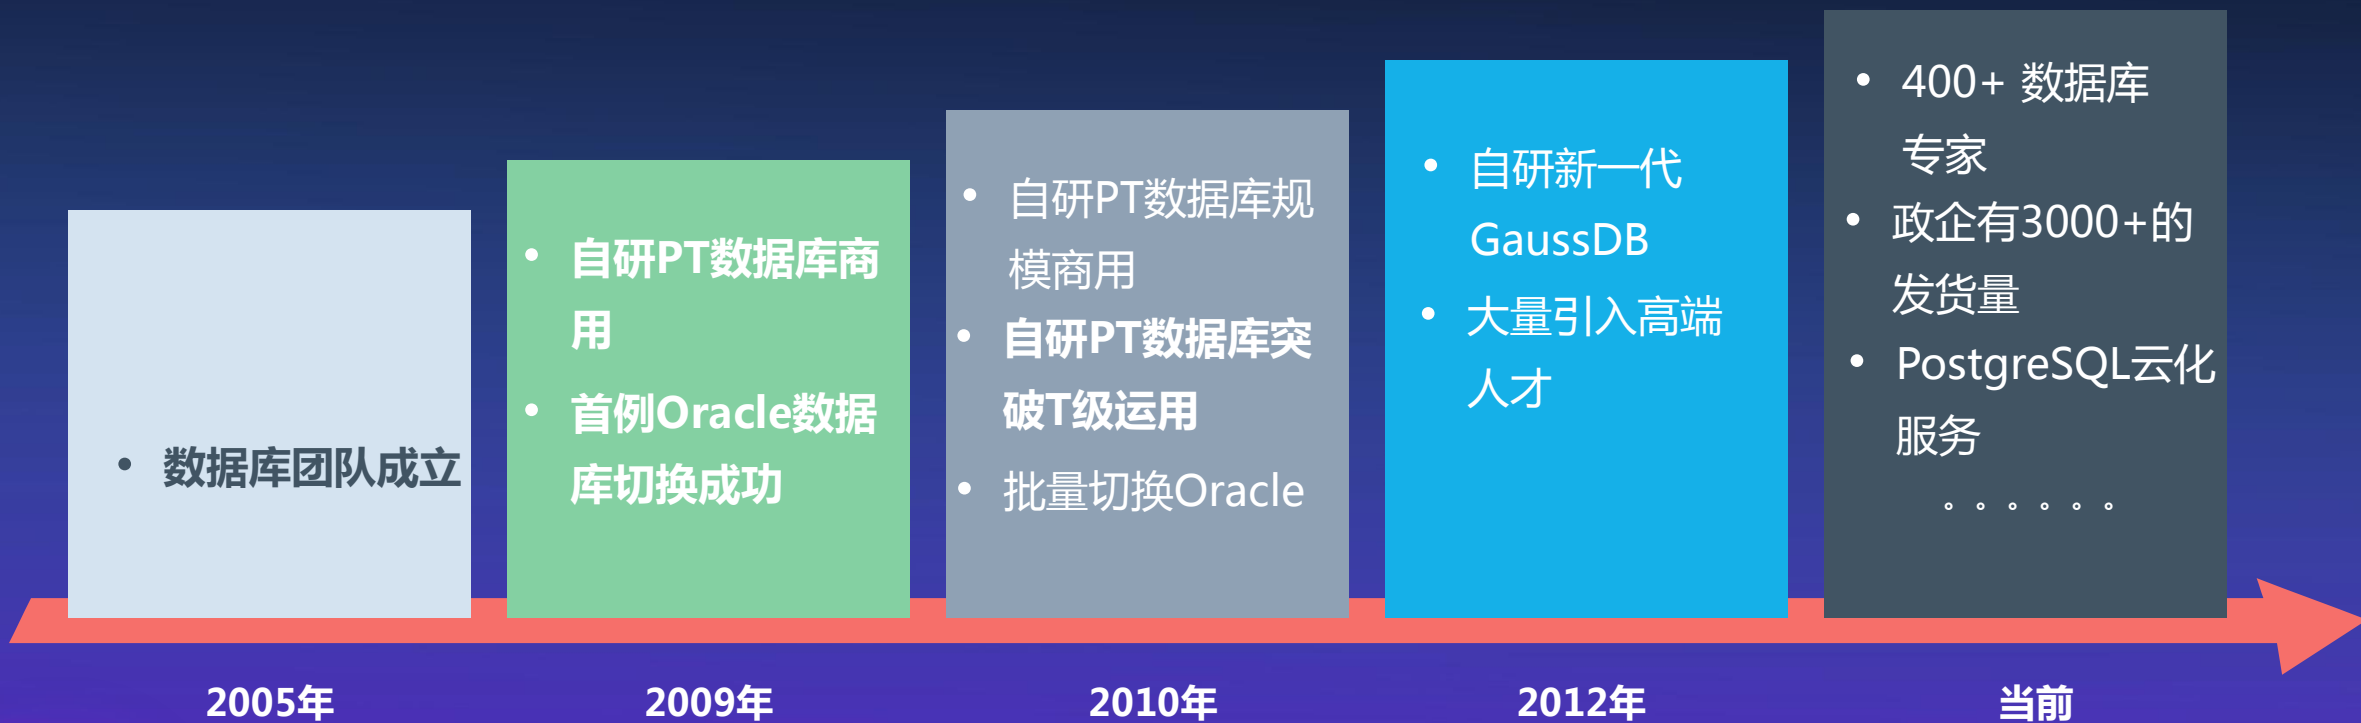 • 数据库团队成立
• 自研PT数据库商
用
• 首例Oracle数据
库切换成功
• 自研PT数据库规
模商用
• 自研PT数据库突
破T级运用
• 批量切换Oracle
• 自研新一代
GaussDB
• 大量引入高端
人才
• 400+ 数据库
专家
• 政企有3000+的
发货量
• PostgreSQL云化
服务
。。。。。。
2005年
2009年
2010年
2012年
当前